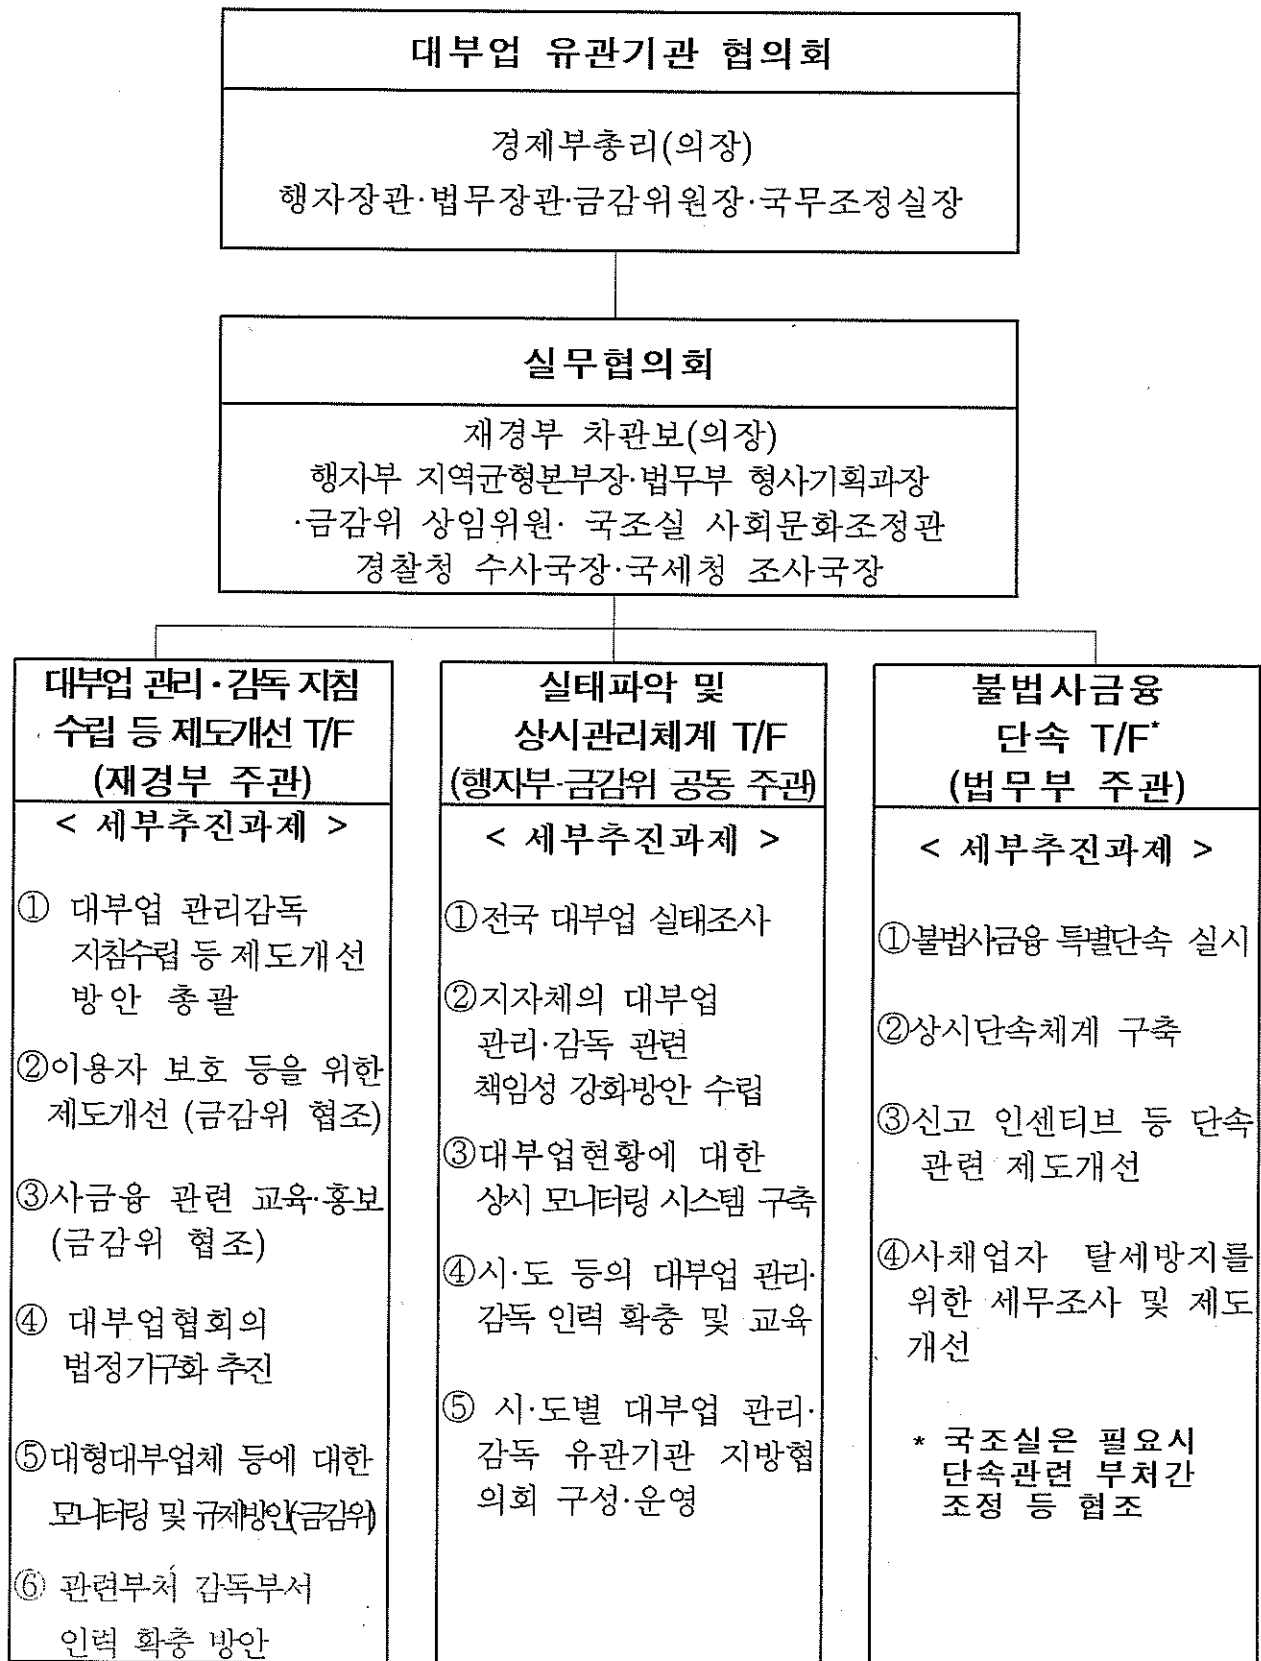 대부업 유관기관 협의회
경제부총리(의장)
행자장관·법무장관·금감위원장·국무조정실장
실무협의회
재경부 차관보(의장)
행자부 지역균형본부장·법무부 형사기획과장
·금감위 상임위원· 국조실 사회문화조정관
경찰청 수사국장·국세청 조사국장
대부업 관리·감독 지침
수립 등 제도개선 T/F
(재경부 주관)
< 세부추진과제 >
① 대부업 관리감독
지침수립 등 제도개선
방안 총괄
②이용자 보호 등을 위한
제도개선 (금감위 협조)
③사금융 관련 교육·홍보
(금감위 협조)
④ 대부업협회의
법정기구화 추진
⑤대형대부업체 등에 대한
모니터링 및 규제방안(금감위)
⑥ 관련부처 감독부서
인력 확충 방안
실태파악 및
상시관리체계 T/F
(행자부·금감위 공동 주관)
< 세부추진과제 >
①전국 대부업 실태조사
②지자체의 대부업
관리·감독 관련
책임성 강화방안 수립
③대부업현황에 대한
상시 모니터링 시스템 구축
④시·도 등의 대부업 관리·
감독 인력 확충 및 교육
⑤ 시·도별 대부업 관리·
감독 유관기관 지방협
의회 구성·운영
불법사금융
단속 T/F*
(법무부 주관)
< 세부추진과제 >
①불법사금융 특별단속 실시
②상시단속체계 구축
③신고 인센티브 등 단속
관련 제도개선
④사채업자 탈세방지를
위한 세무조사 및 제도
개선
* 국조실은 필요시
단속관련 부처간
조정 등 협조